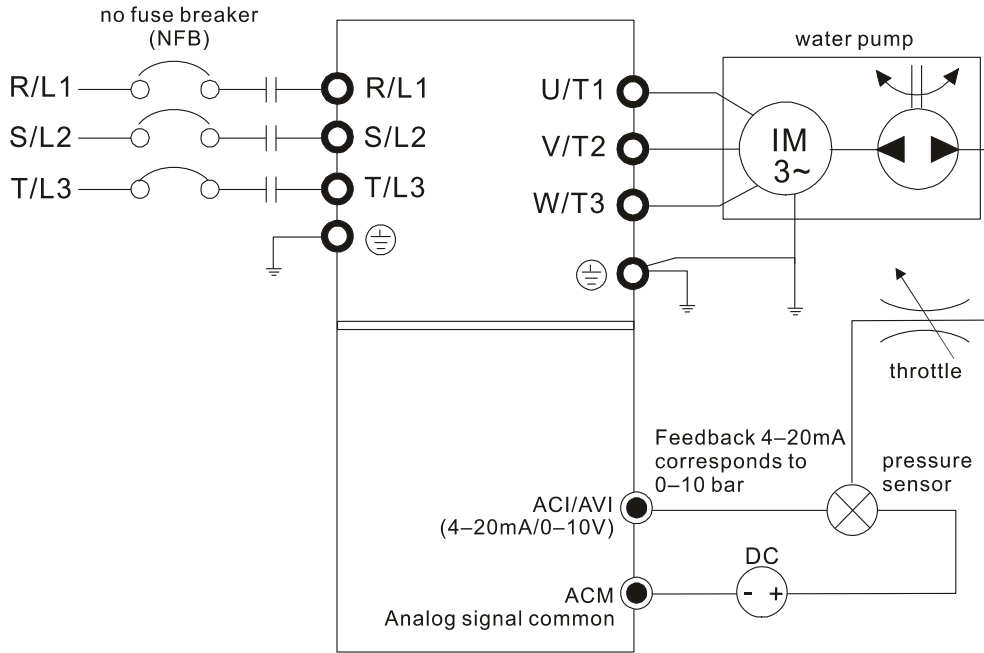 no fuse breaker
(NFB)
R/L1
S/L2
T/L3
R/L1
S/L2
T/L3
U/T1
V/T2
W/T3
water pump
IM
3~
throttle
Feedback 4–20mA
corresponds to
0–10 bar
pressure
sensor
ACI/AVI
(4–20mA/0–10V)
DC
- +
ACM
Analog signal common